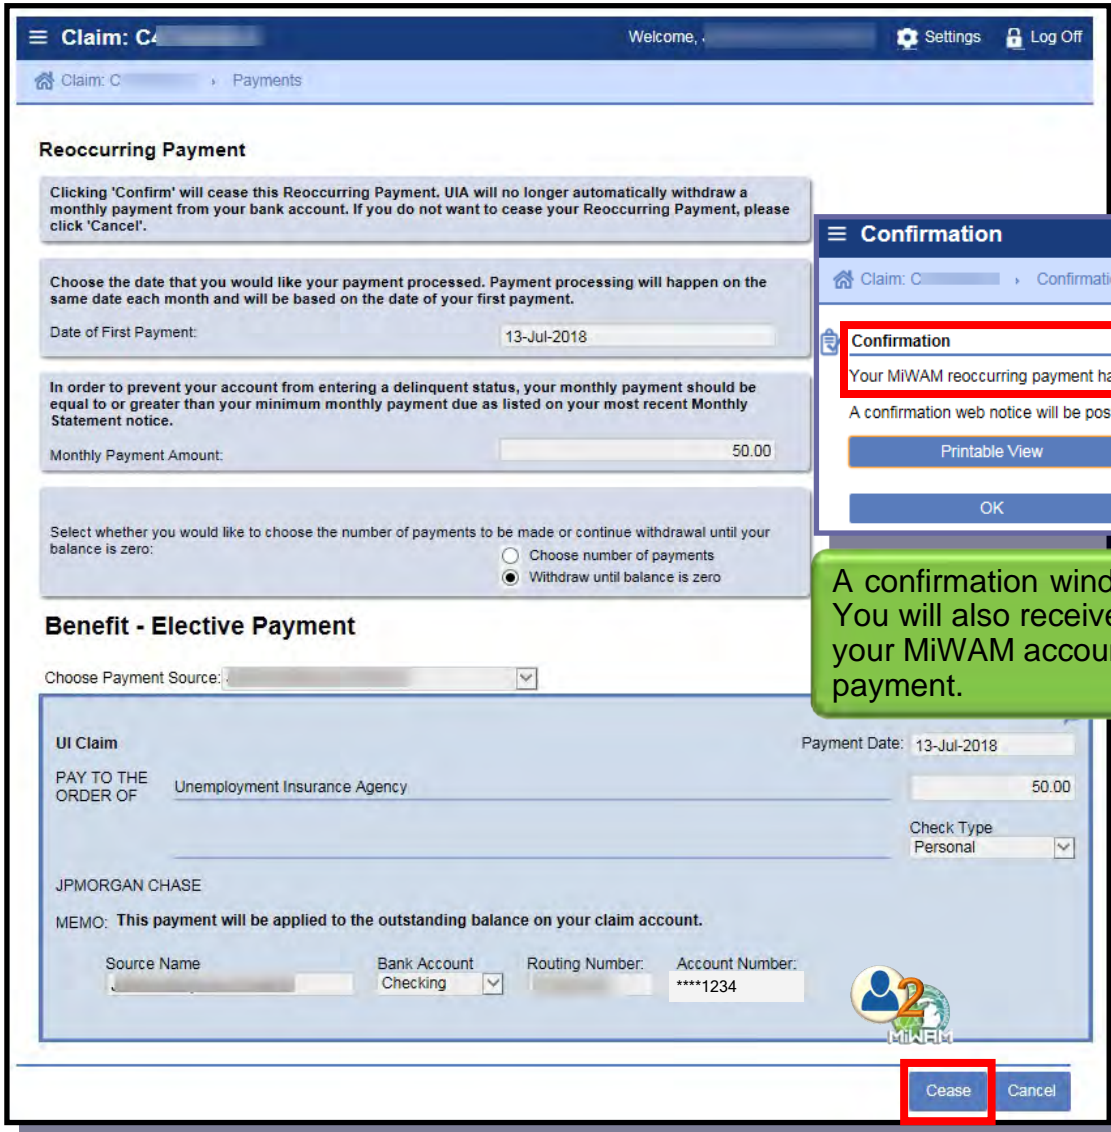 Claim: C4
Welcome,
Settings
Log Off
Claim: C
Payments
Reoccurring Payment
Clicking 'Confirm' will cease this Reoccurring Payment. UIA will no longer automatically withdraw a
monthly payment from your bank account. If you do not want to cease your Reoccurring Payment, please
click 'Cancel'.
Choose the date that you would like your payment processed. Payment processing will happen on the
same date each month and will be based on the date of your first payment.
Date of First Payment:
13-Jul-2018
In order to prevent your account from entering a delinquent status, your monthly payment should be
equal to or greater than your minimum monthly payment due as listed on your most recent Monthly
Statement notice.
Monthly Payment Amount:
50.00
Select whether you would like to choose the number of payments to be made or continue withdrawal until your
balance is zero:
Choose number of payments
Withdraw until balance is zero
Confirmation
Claim: C
Confirmati
Confirmation
Your MiWAM reoccurring payment ha
A confirmation web notice will be pos
Printable View
OK
A confirmation wind
You will also receive
your MiWAM accoun
payment.
Benefit - Elective Payment
Choose Payment Source:
UI Claim
Payment Date: 13-Jul-2018
PAY TO THE
ORDER OF
Unemployment Insurance Agency
50.00
Check Type
Personal
JPMORGAN CHASE
MEMO: This payment will be applied to the outstanding balance on your claim account.
Source Name
Bank Account
Checking
Routing Number:
Account Number:
****1234
2
MiWAM
Cease
Cancel